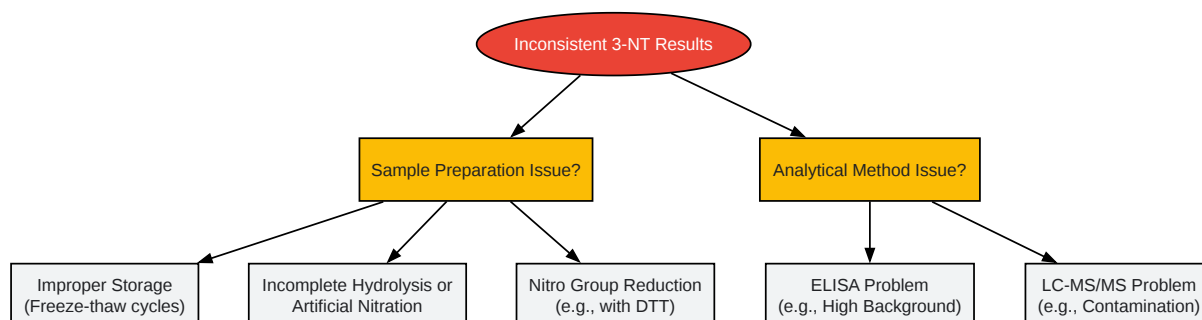 Inconsistent 3-NT Results
Sample Preparation Issue?
Analytical Method Issue?
Improper Storage
(Freeze-thaw cycles)
Incomplete Hydrolysis or
Artificial Nitration
Nitro Group Reduction
(e.g., with DTT)
ELISA Problem
(e.g., High Background)
LC-MS/MS Problem
(e.g., Contamination)